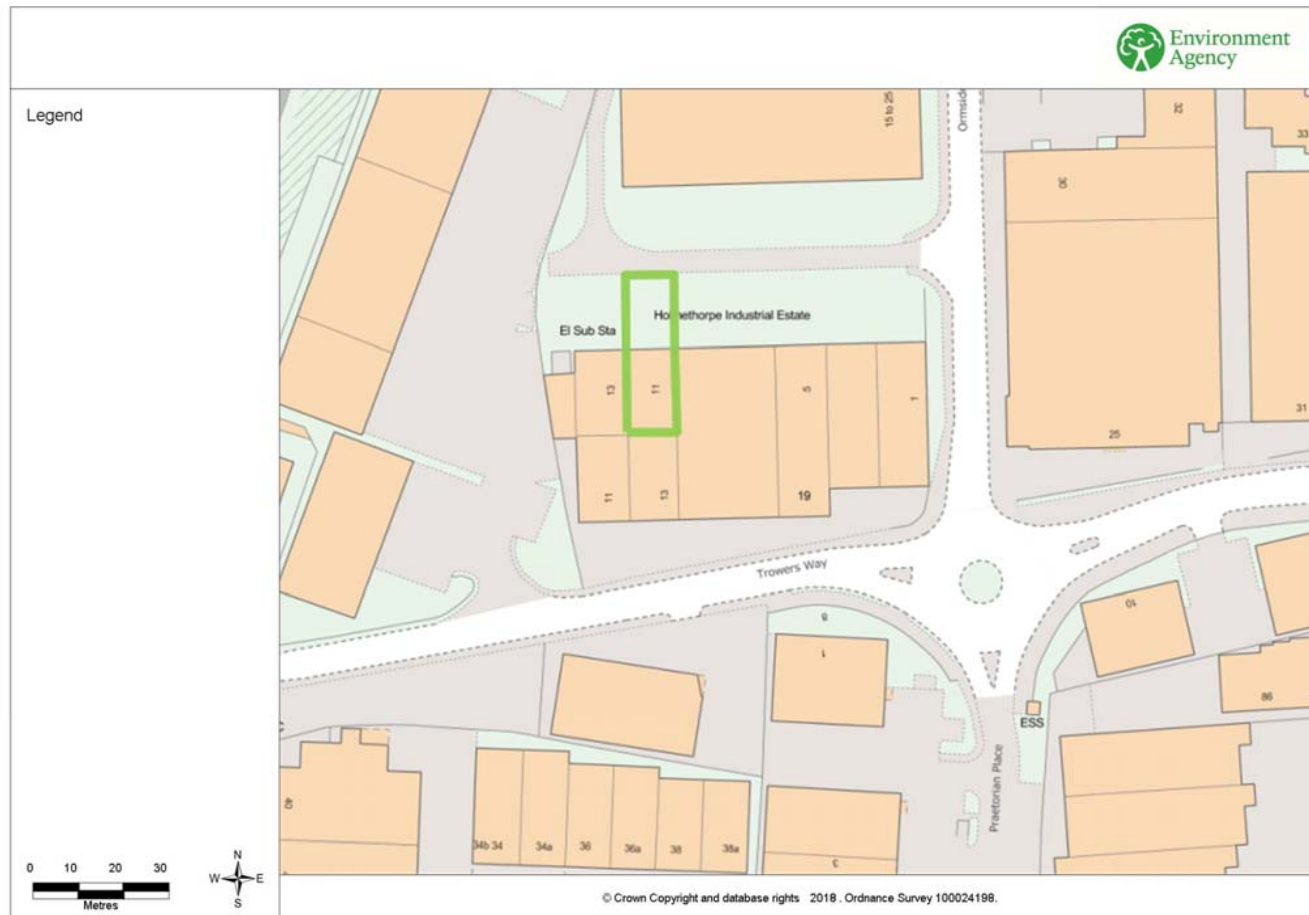 Environment
Agency
Legend
15 to 25
Ormside
32
33
30
Holmethorpe Industrial Estate
El Sub Sta
13
11
5
1
31
25
11
13
19
Trowers Way
10
9
1
86
ESS
Praetorian Place
40
34b 34
34a
36
36a
38
38a
3
0 10 20 30
Metres
N
W E
S
© Crown Copyright and database rights 2018 . Ordnance Survey 100024198.